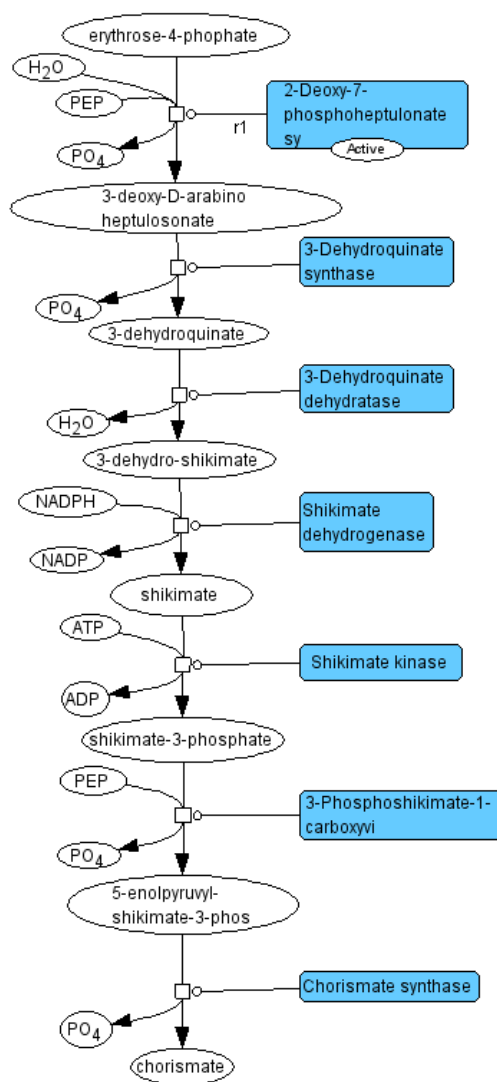 erythrose-4-phophate
H₂O
PEP
PO₄
r1
2-Deoxy-7-
phosphoheptulonate
sy
Active
3-deoxy-D-arabino
heptulosonate
3-Dehydroquinate
synthase
PO₄
3-dehydroquinate
3-Dehydroquinate
dehydratase
H₂O
3-dehydro-shikimate
NADPH
Shikimate
dehydrogenase
NADP
shikimate
ATP
Shikimate kinase
ADP
shikimate-3-phosphate
PEP
3-Phosphoshikimate-1-
carboxyvi
PO₄
5-enolpyruvyl-
shikimate-3-phos
Chorismate synthase
PO₄
chorismate